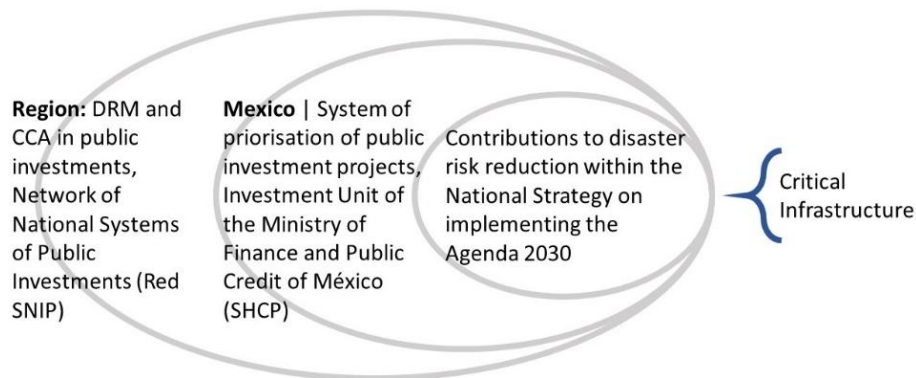 Region: DRM and
CCA in public
investments,
Network of
National Systems
of Public
Investments (Red
SNIP)
Mexico | System of
priorisation of public
investment projects,
Investment Unit of
the Ministry of
Finance and Public
Credit of México
(SHCP)
Contributions to disaster
risk reduction within the
National Strategy on
implementing the
Agenda 2030
Critical
Infrastructure